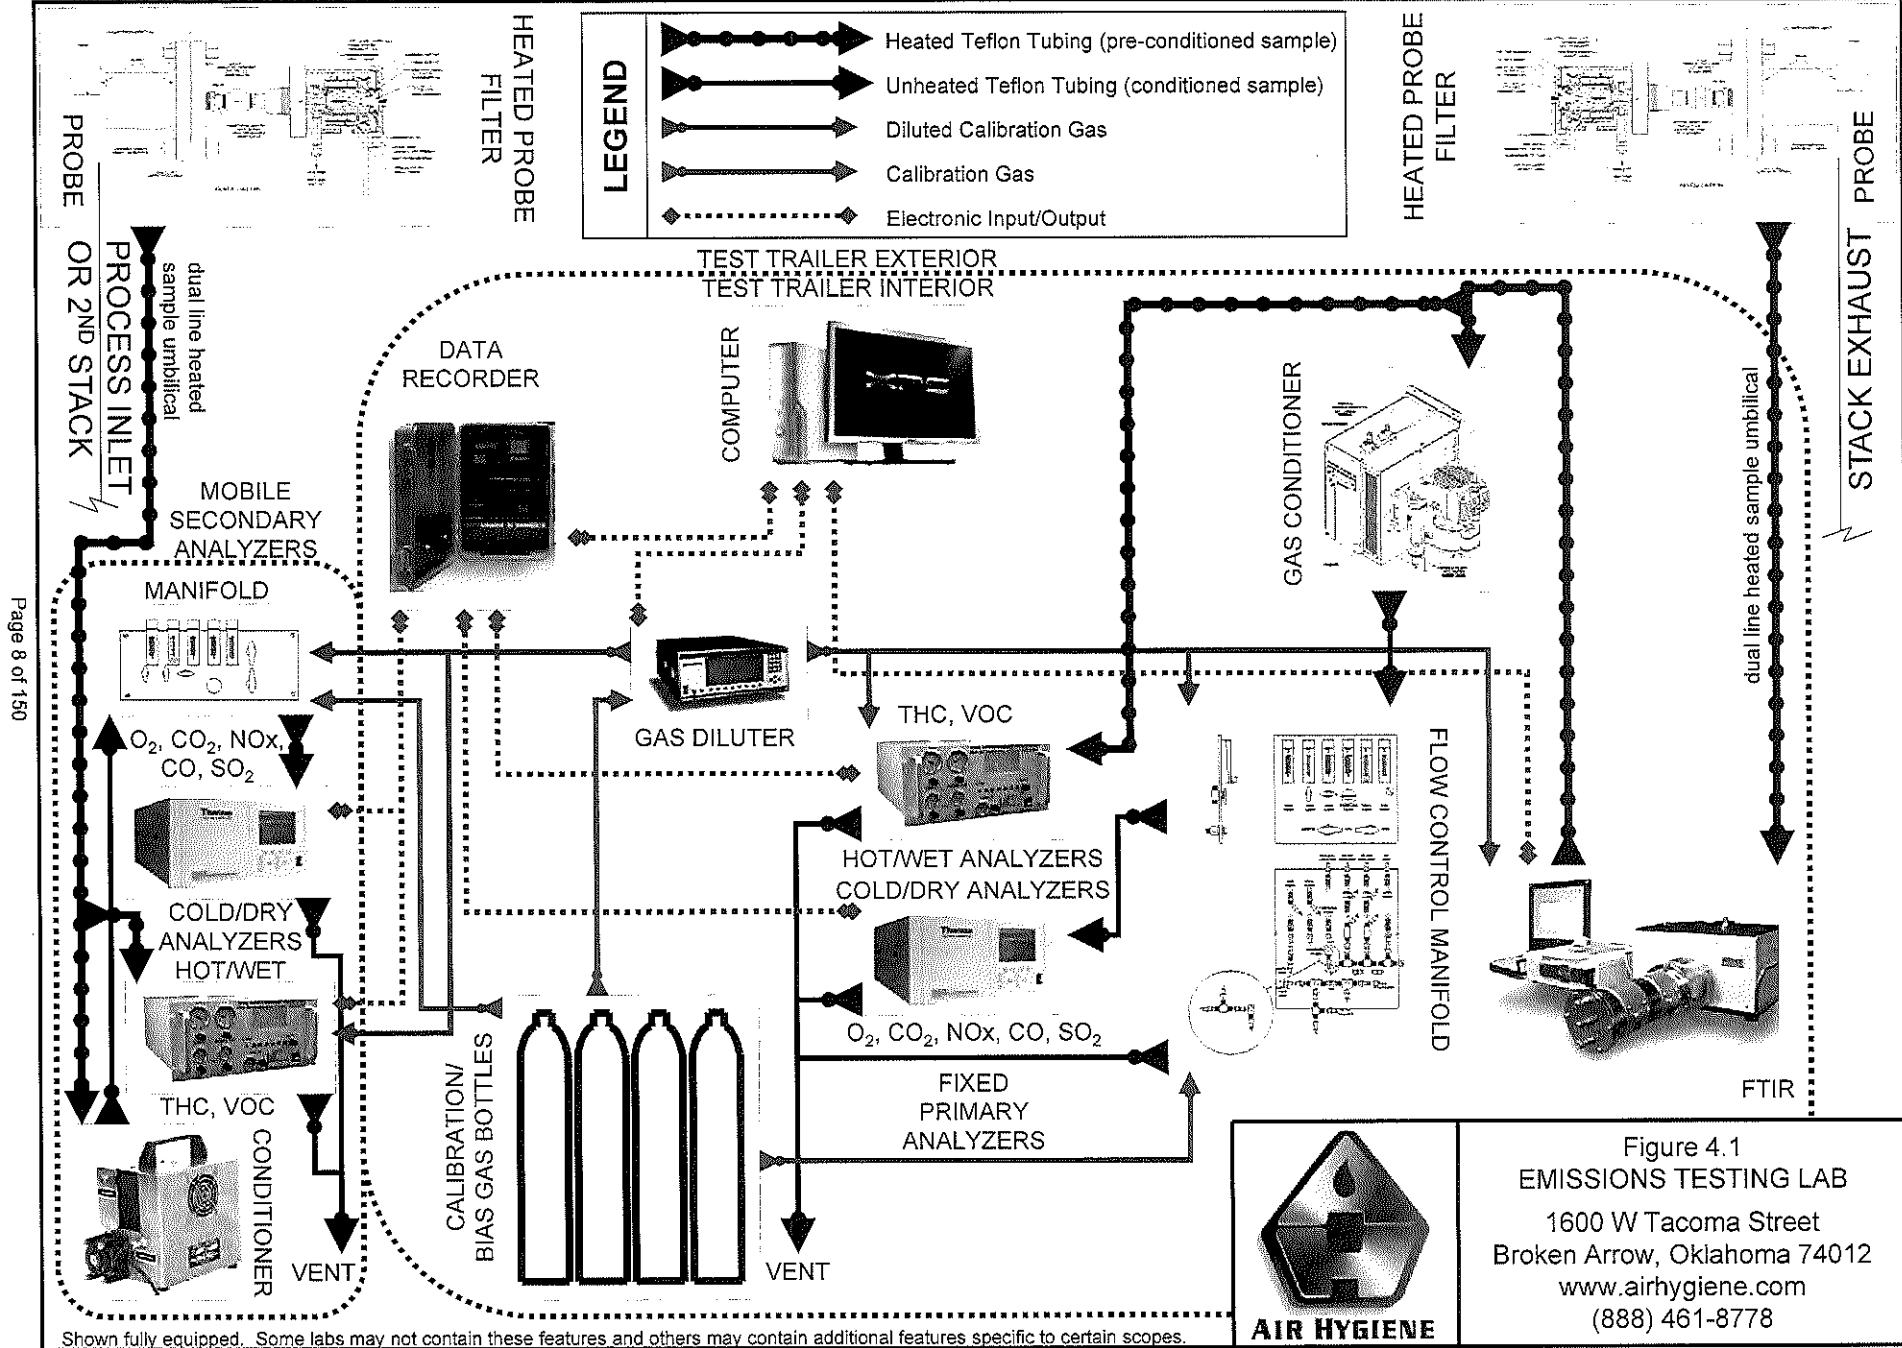 HEATED PROBE
FILTER
PROBE
LEGEND
Heated Teflon Tubing (pre-conditioned sample)
Unheated Teflon Tubing (conditioned sample)
Diluted Calibration Gas
Calibration Gas
Electronic Input/Output
HEATED PROBE
FILTER
PROBE
STACK EXHAUST
dual line heated sample umbilical
PROCESS INLET
OR 2ND STACK
dual line heated
sample umbilical
TEST TRAILER EXTERIOR
TEST TRAILER INTERIOR
DATA
RECORDER
COMPUTER
GAS CONDITIONER
MOBILE
SECONDARY
ANALYZERS
MANIFOLD
O2, CO2, NOx,
CO, SO2
COLD/DRY
ANALYZERS
HOT/WET
THC, VOC
CONDITIONER
VENT
GAS DILUTER
THC, VOC
HOT/WET ANALYZERS
COLD/DRY ANALYZERS
O2, CO2, NOx, CO, SO2
FIXED
PRIMARY
ANALYZERS
CALIBRATION/
BIAS GAS BOTTLES
VENT
FLOW CONTROL MANIFOLD
FTIR
AIR HYGIENE
Figure 4.1
EMISSIONS TESTING LAB
1600 W Tacoma Street
Broken Arrow, Oklahoma 74012
www.airhygiene.com
(888) 461-8778
Shown fully equipped. Some labs may not contain these features and others may contain additional features specific to certain scopes.
Page 8 of 150